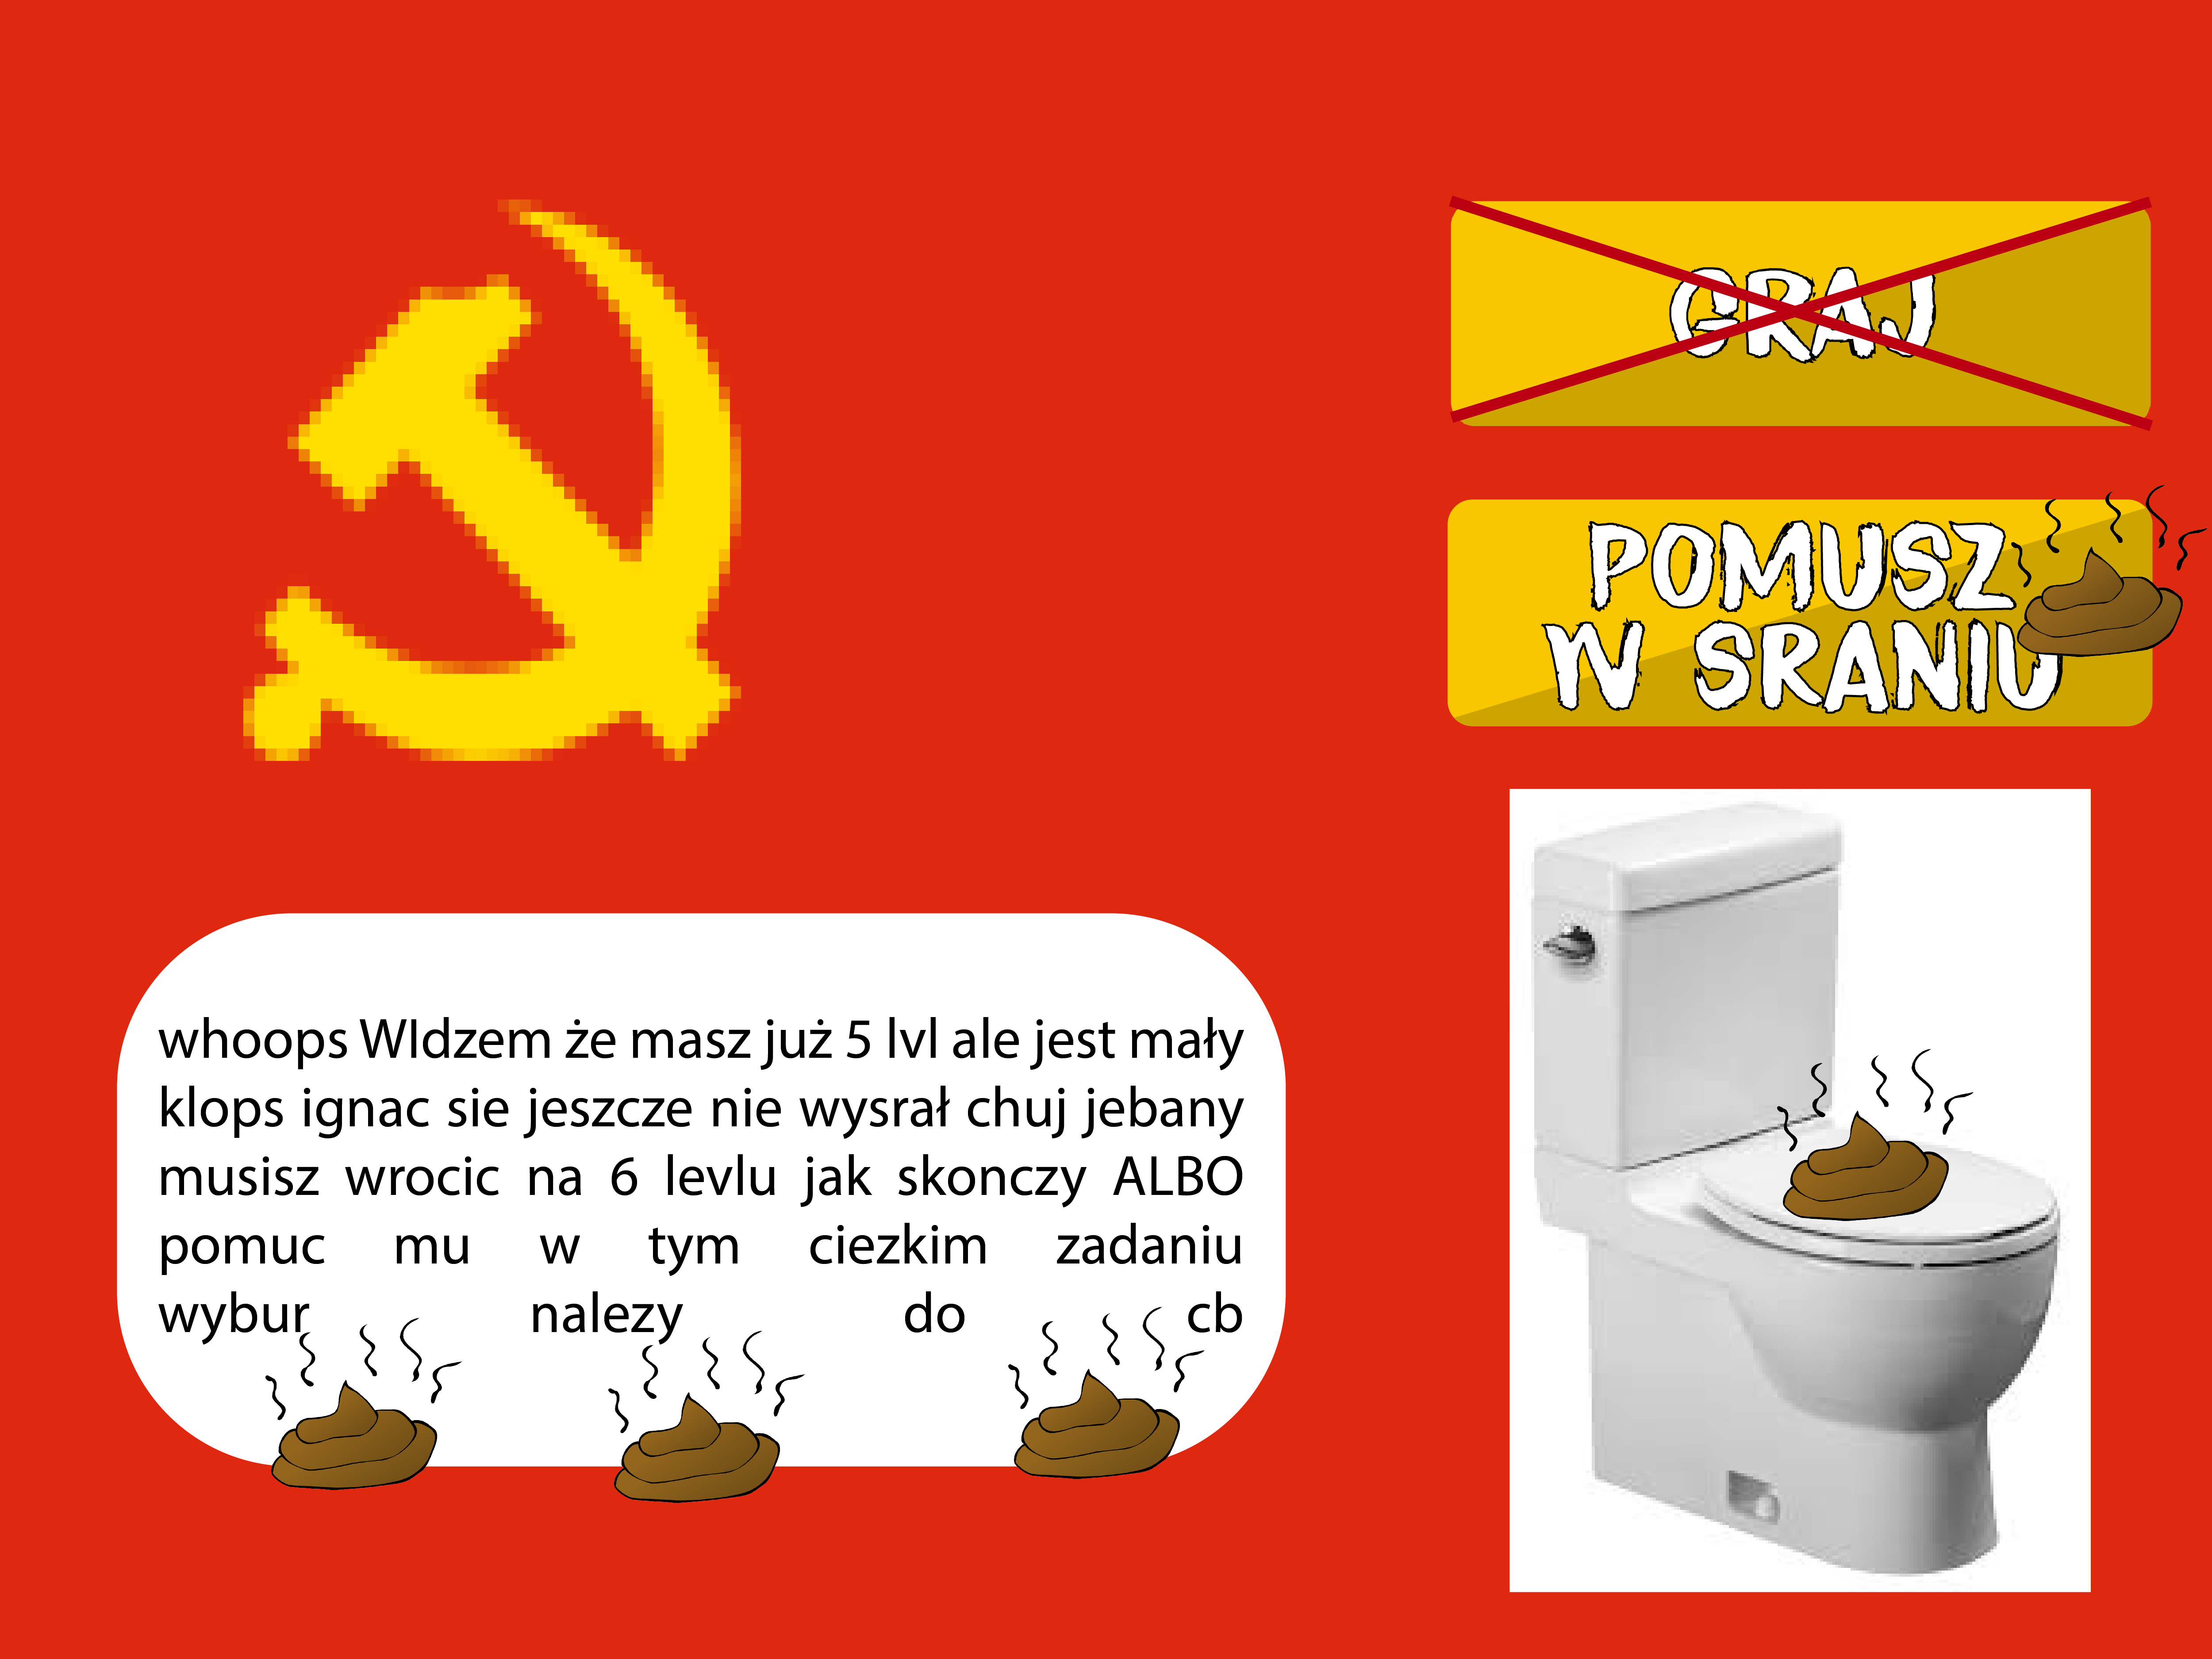 GRAJ
POMUSZ
W SRANIU
whoops WIdzem że masz już 5 lvl ale jest mały
klops ignac sie jeszcze nie wysrał chuj jebany
musisz wrocic na 6 levlu jak skonczy ALBO
pomuc mu w tym ciezkim zadaniu
wybur nalezy do cb